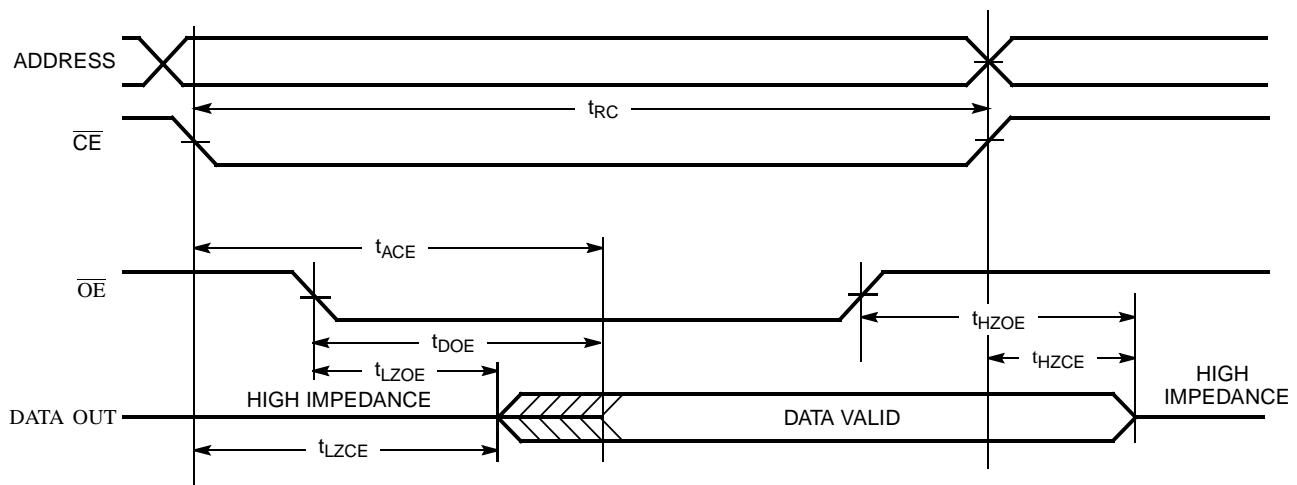 ADDRESS
tRC
CE
tACE
OE
tHZOE
tDOE
tHZCE
tLZOE
HIGH IMPEDANCE
HIGH
IMPEDANCE
DATA OUT
DATA VALID
tLZCE